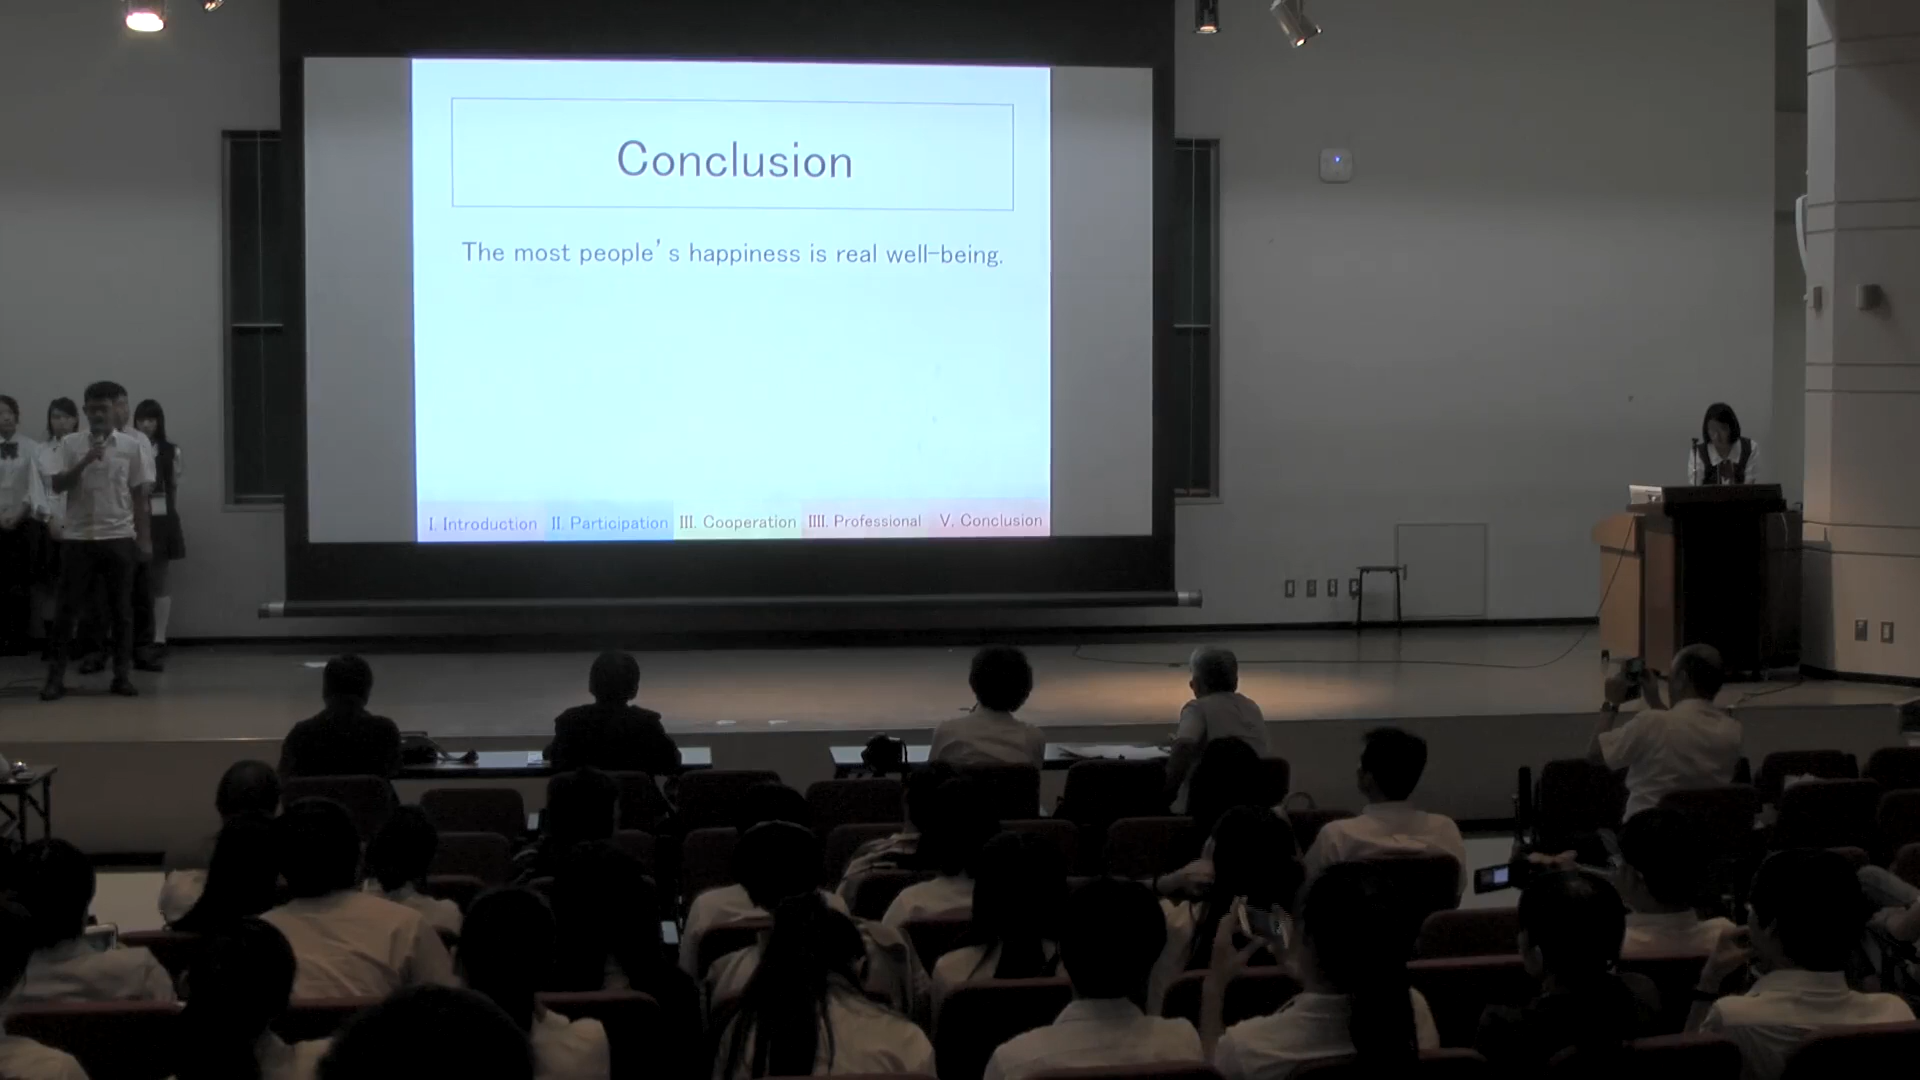 Conclusion
The most people's happiness is real well-being.
I. Introduction II. Participation III. Cooperation IIII. Professional V. Conclusion